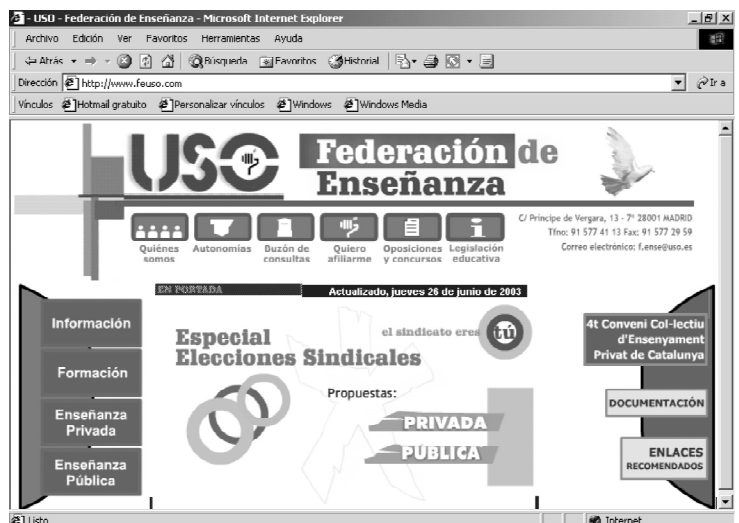 - USO - Federación de Enseñanza - Microsoft Internet Explorer
Archivo Edición Ver Favoritos Herramientas Ayuda
Atrás Búsqueda Favoritos Historial
Dirección http://www.feuso.com Ir a
Vínculos Hotmail gratuito Personalizar vínculos Windows Windows Media
USO Federación de
Enseñanza
C/ Príncipe de Vergara, 13 - 7º 28001 MADRID
Tfno: 91 577 41 13 Fax: 91 577 29 59
Correo electrónico: f.ense@uso.es
Quiénes
somos
Autonomías
Buzón de
consultas
Quiero
afiliarme
Oposiciones
y concursos
Legislación
educativa
EN PORTADA
Actualizado, jueves 26 de junio de 2003
Información
Formación
Enseñanza
Privada
Enseñanza
Pública
Especial
Elecciones Sindicales
el sindicato eres tú
Propuestas:
PRIVADA
PÚBLICA
4t Conveni Col·lectiu
d'Ensenyament
Privat de Catalunya
DOCUMENTACIÓN
ENLACES
RECOMENDADOS
Listo
Internet